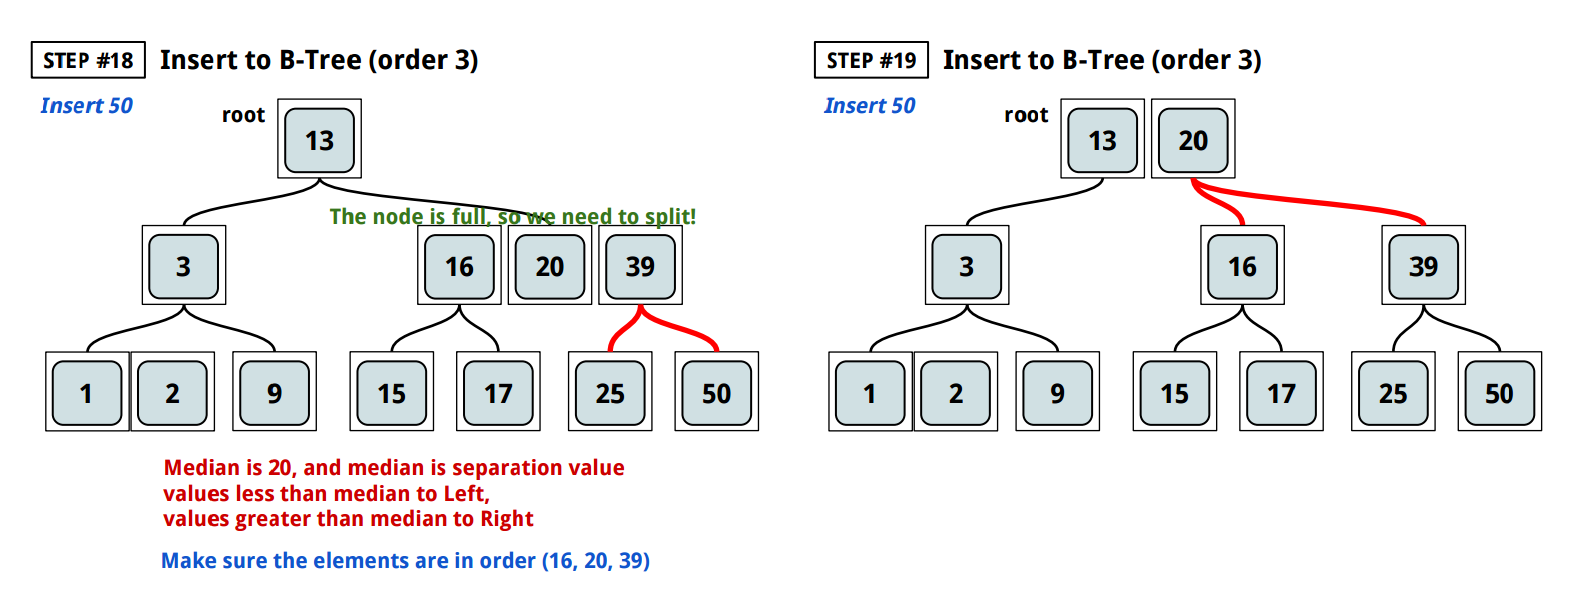 STEP #18 Insert to B-Tree (order 3)
Insert 50
root
13
The node is full, so we need to split!
3 16 20 39
1 2 9 15 17 25 50
Median is 20, and median is separation value
values less than median to Left,
values greater than median to Right
Make sure the elements are in order (16, 20, 39)
STEP #19 Insert to B-Tree (order 3)
Insert 50
root
13 20
3 16 39
1 2 9 15 17 25 50